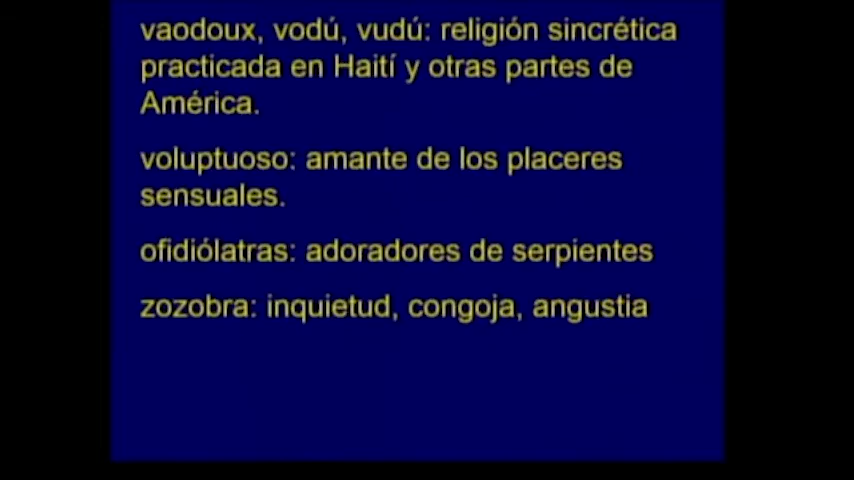 vaodoux, vodú, vudú: religión sincrética
practicada en Haití y otras partes de
América.
voluptuoso: amante de los placeres
sensuales.
ofidiólatras: adoradores de serpientes
zozobra: inquietud, congoja, angustia